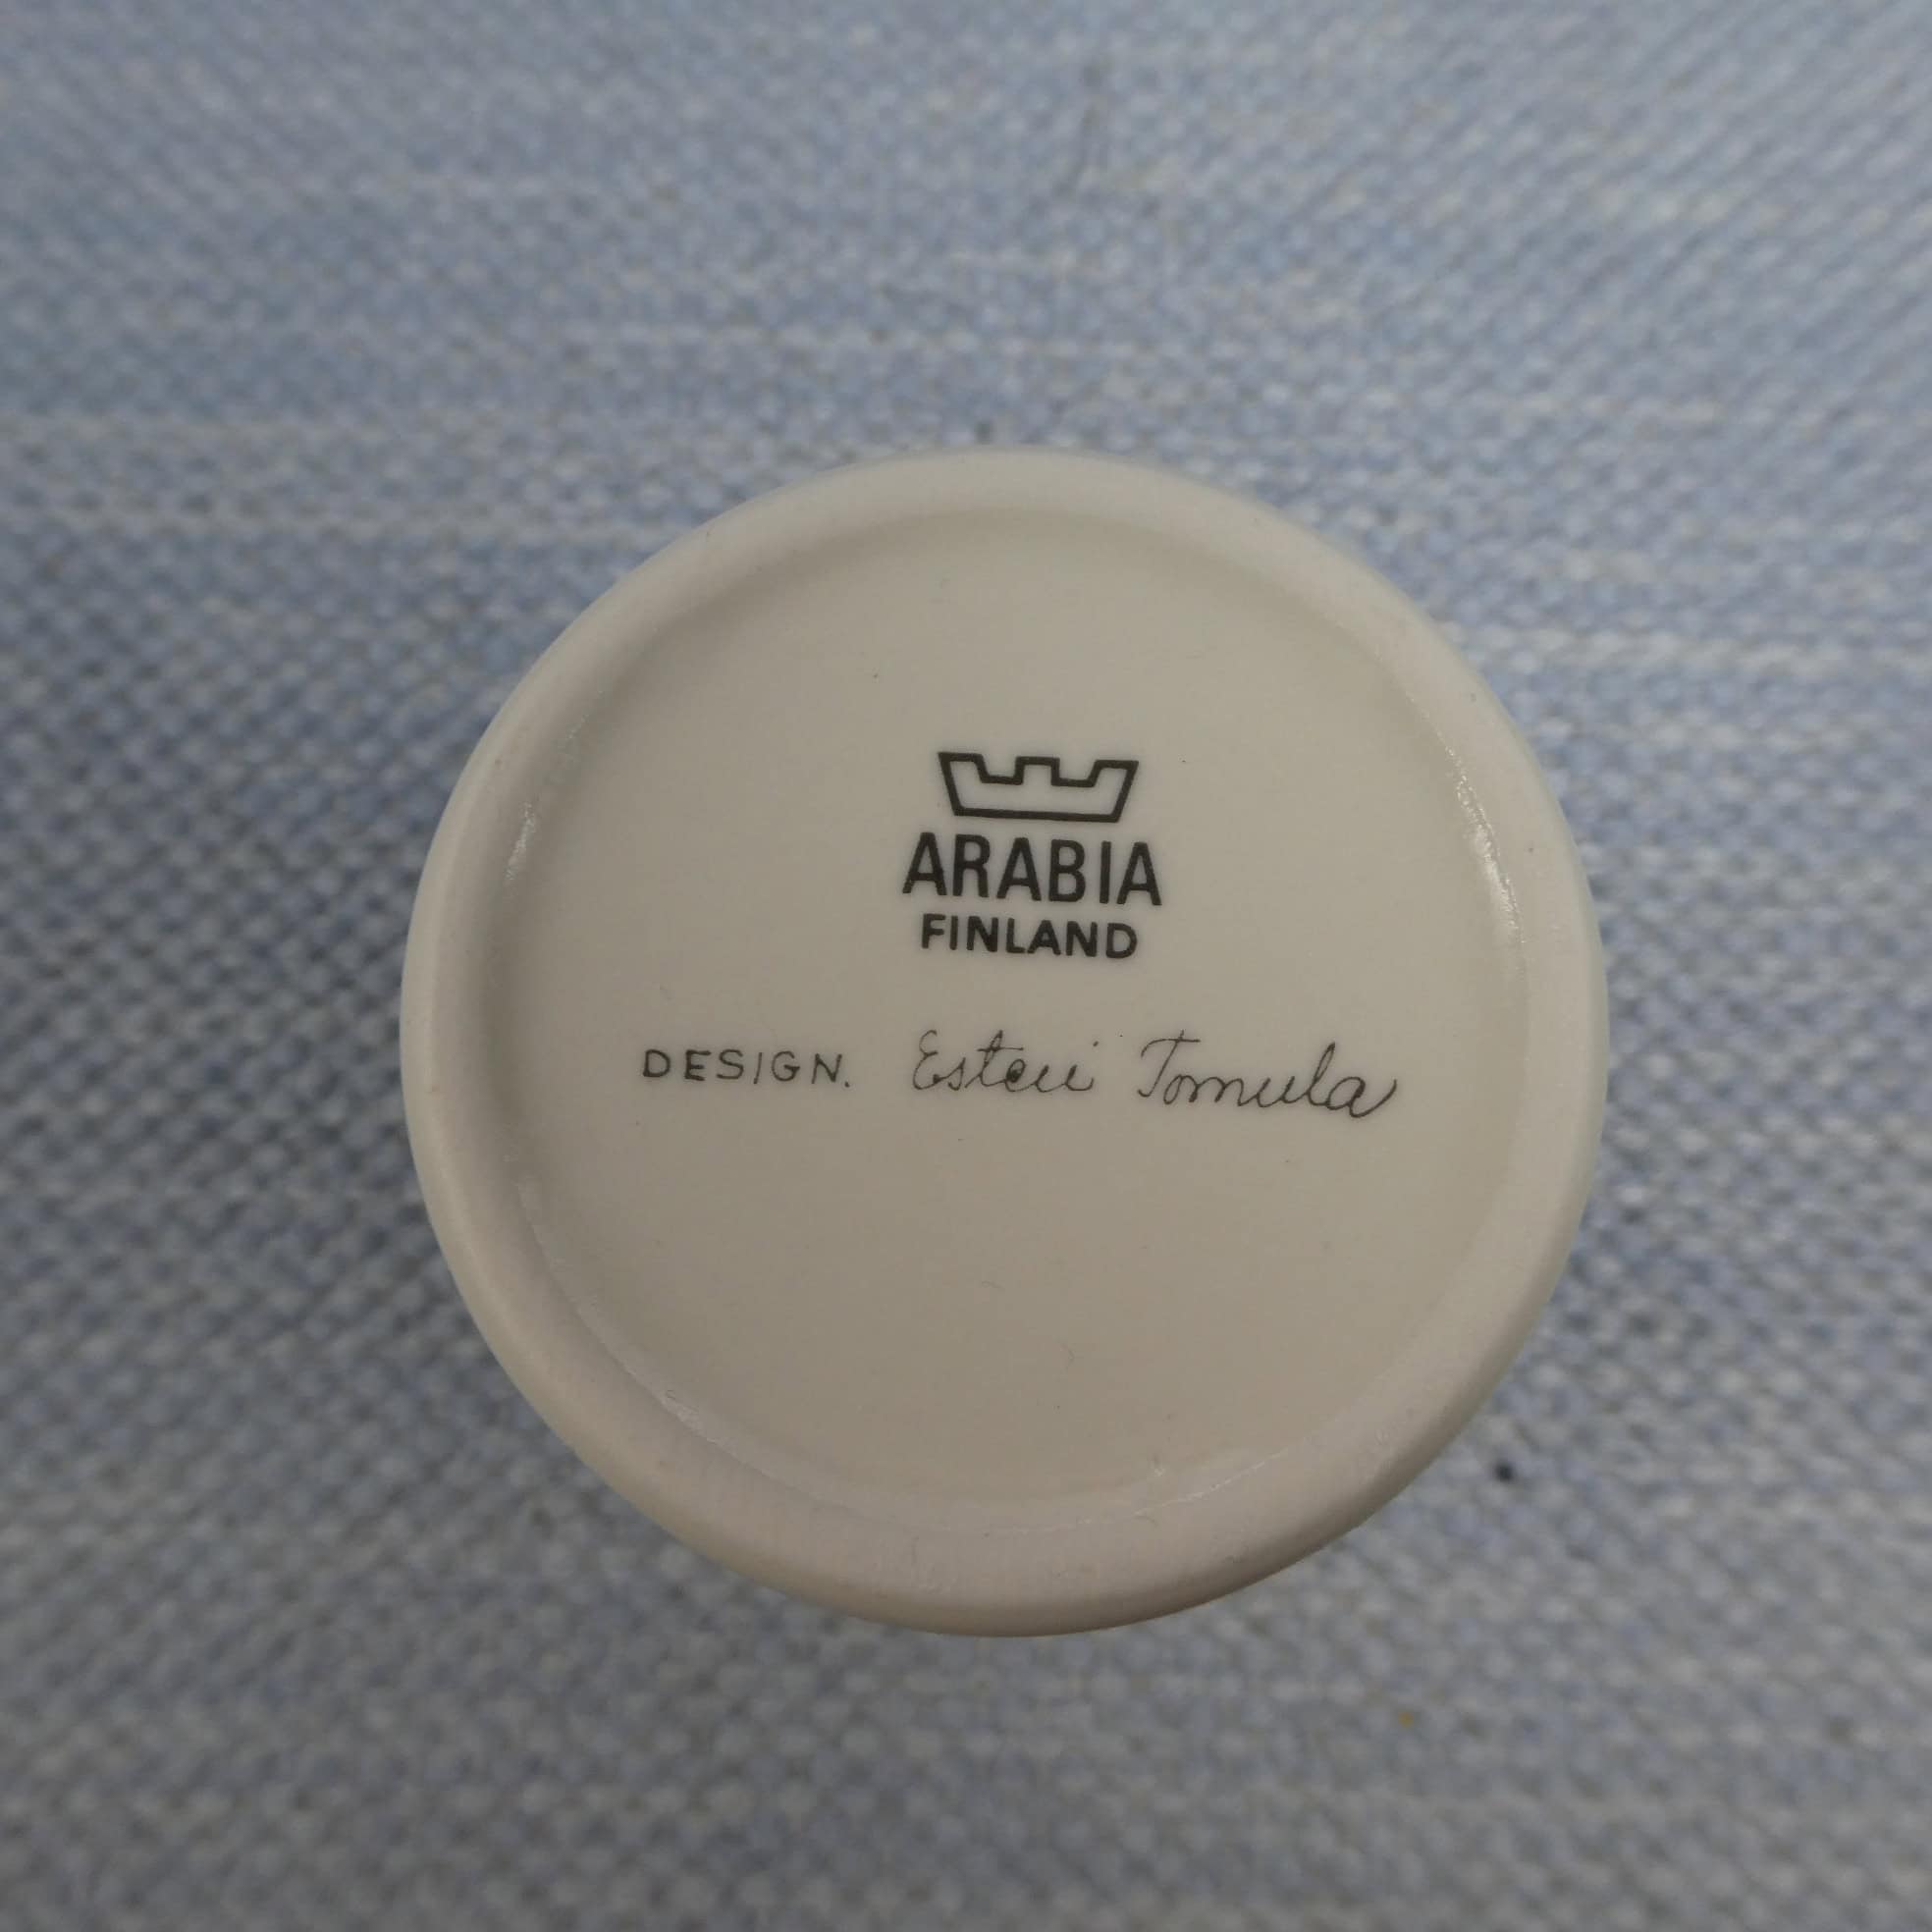 ARABIA
FINLAND
DESIGN. Esteri Tomula